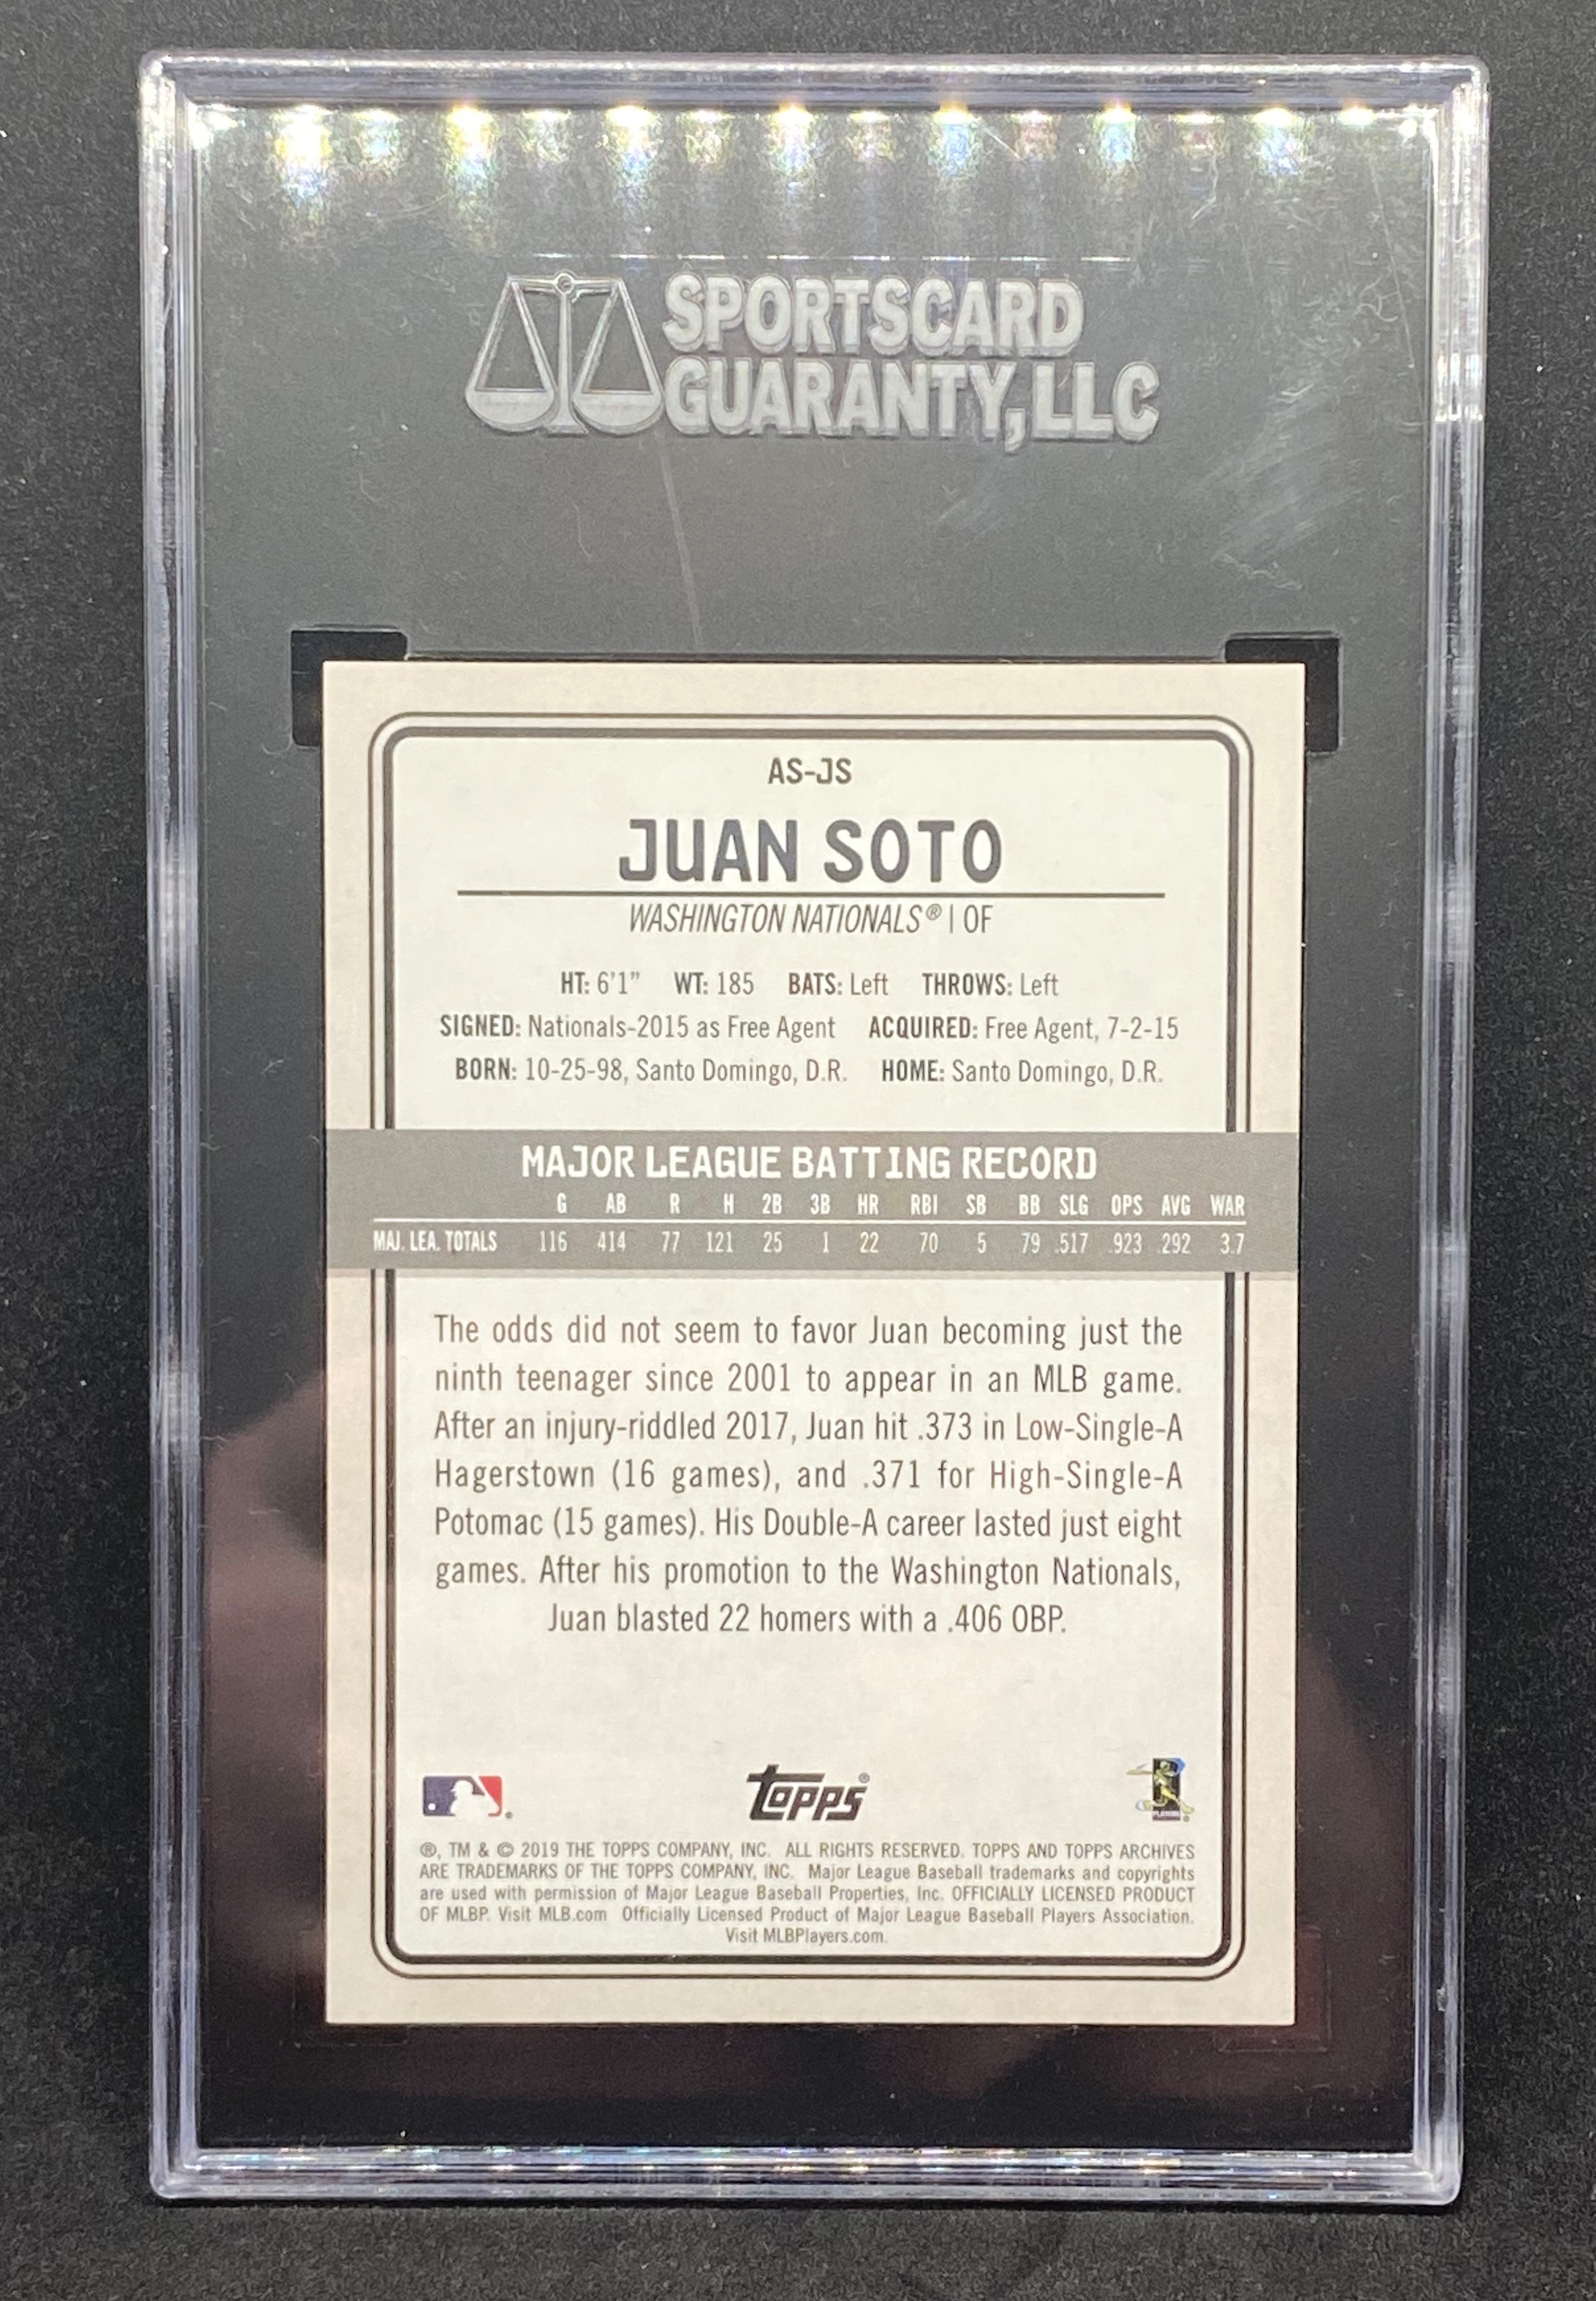 SPORTSCARD
GUARANTY, LLC
AS-JS
JUAN SOTO
WASHINGTON NATIONALS® | OF
HT: 6'1" WT: 185 BATS: Left THROWS: Left
SIGNED: Nationals-2015 as Free Agent ACQUIRED: Free Agent, 7-2-15
BORN: 10-25-98, Santo Domingo, D.R. HOME: Santo Domingo, D.R.
MAJOR LEAGUE BATTING RECORD
G AB R H 2B 3B HR RBI SB BB SLG OPS AVG WAR
MAJ. LEA. TOTALS 116 414 77 121 25 1 22 70 5 79 .517 .923 .292 3.7
The odds did not seem to favor Juan becoming just the
ninth teenager since 2001 to appear in an MLB game.
After an injury-riddled 2017, Juan hit .373 in Low-Single-A
Hagerstown (16 games), and .371 for High-Single-A
Potomac (15 games). His Double-A career lasted just eight
games. After his promotion to the Washington Nationals,
Juan blasted 22 homers with a .406 OBP.
Topps®
PLAYERS
®, TM & © 2019 THE TOPPS COMPANY, INC. ALL RIGHTS RESERVED. TOPPS AND TOPPS ARCHIVES
ARE TRADEMARKS OF THE TOPPS COMPANY, INC. Major League Baseball trademarks and copyrights
are used with permission of Major League Baseball Properties, Inc. OFFICIALLY LICENSED PRODUCT
OF MLBP. Visit MLB.com Officially Licensed Product of Major League Baseball Players Association.
Visit MLBPlayers.com.